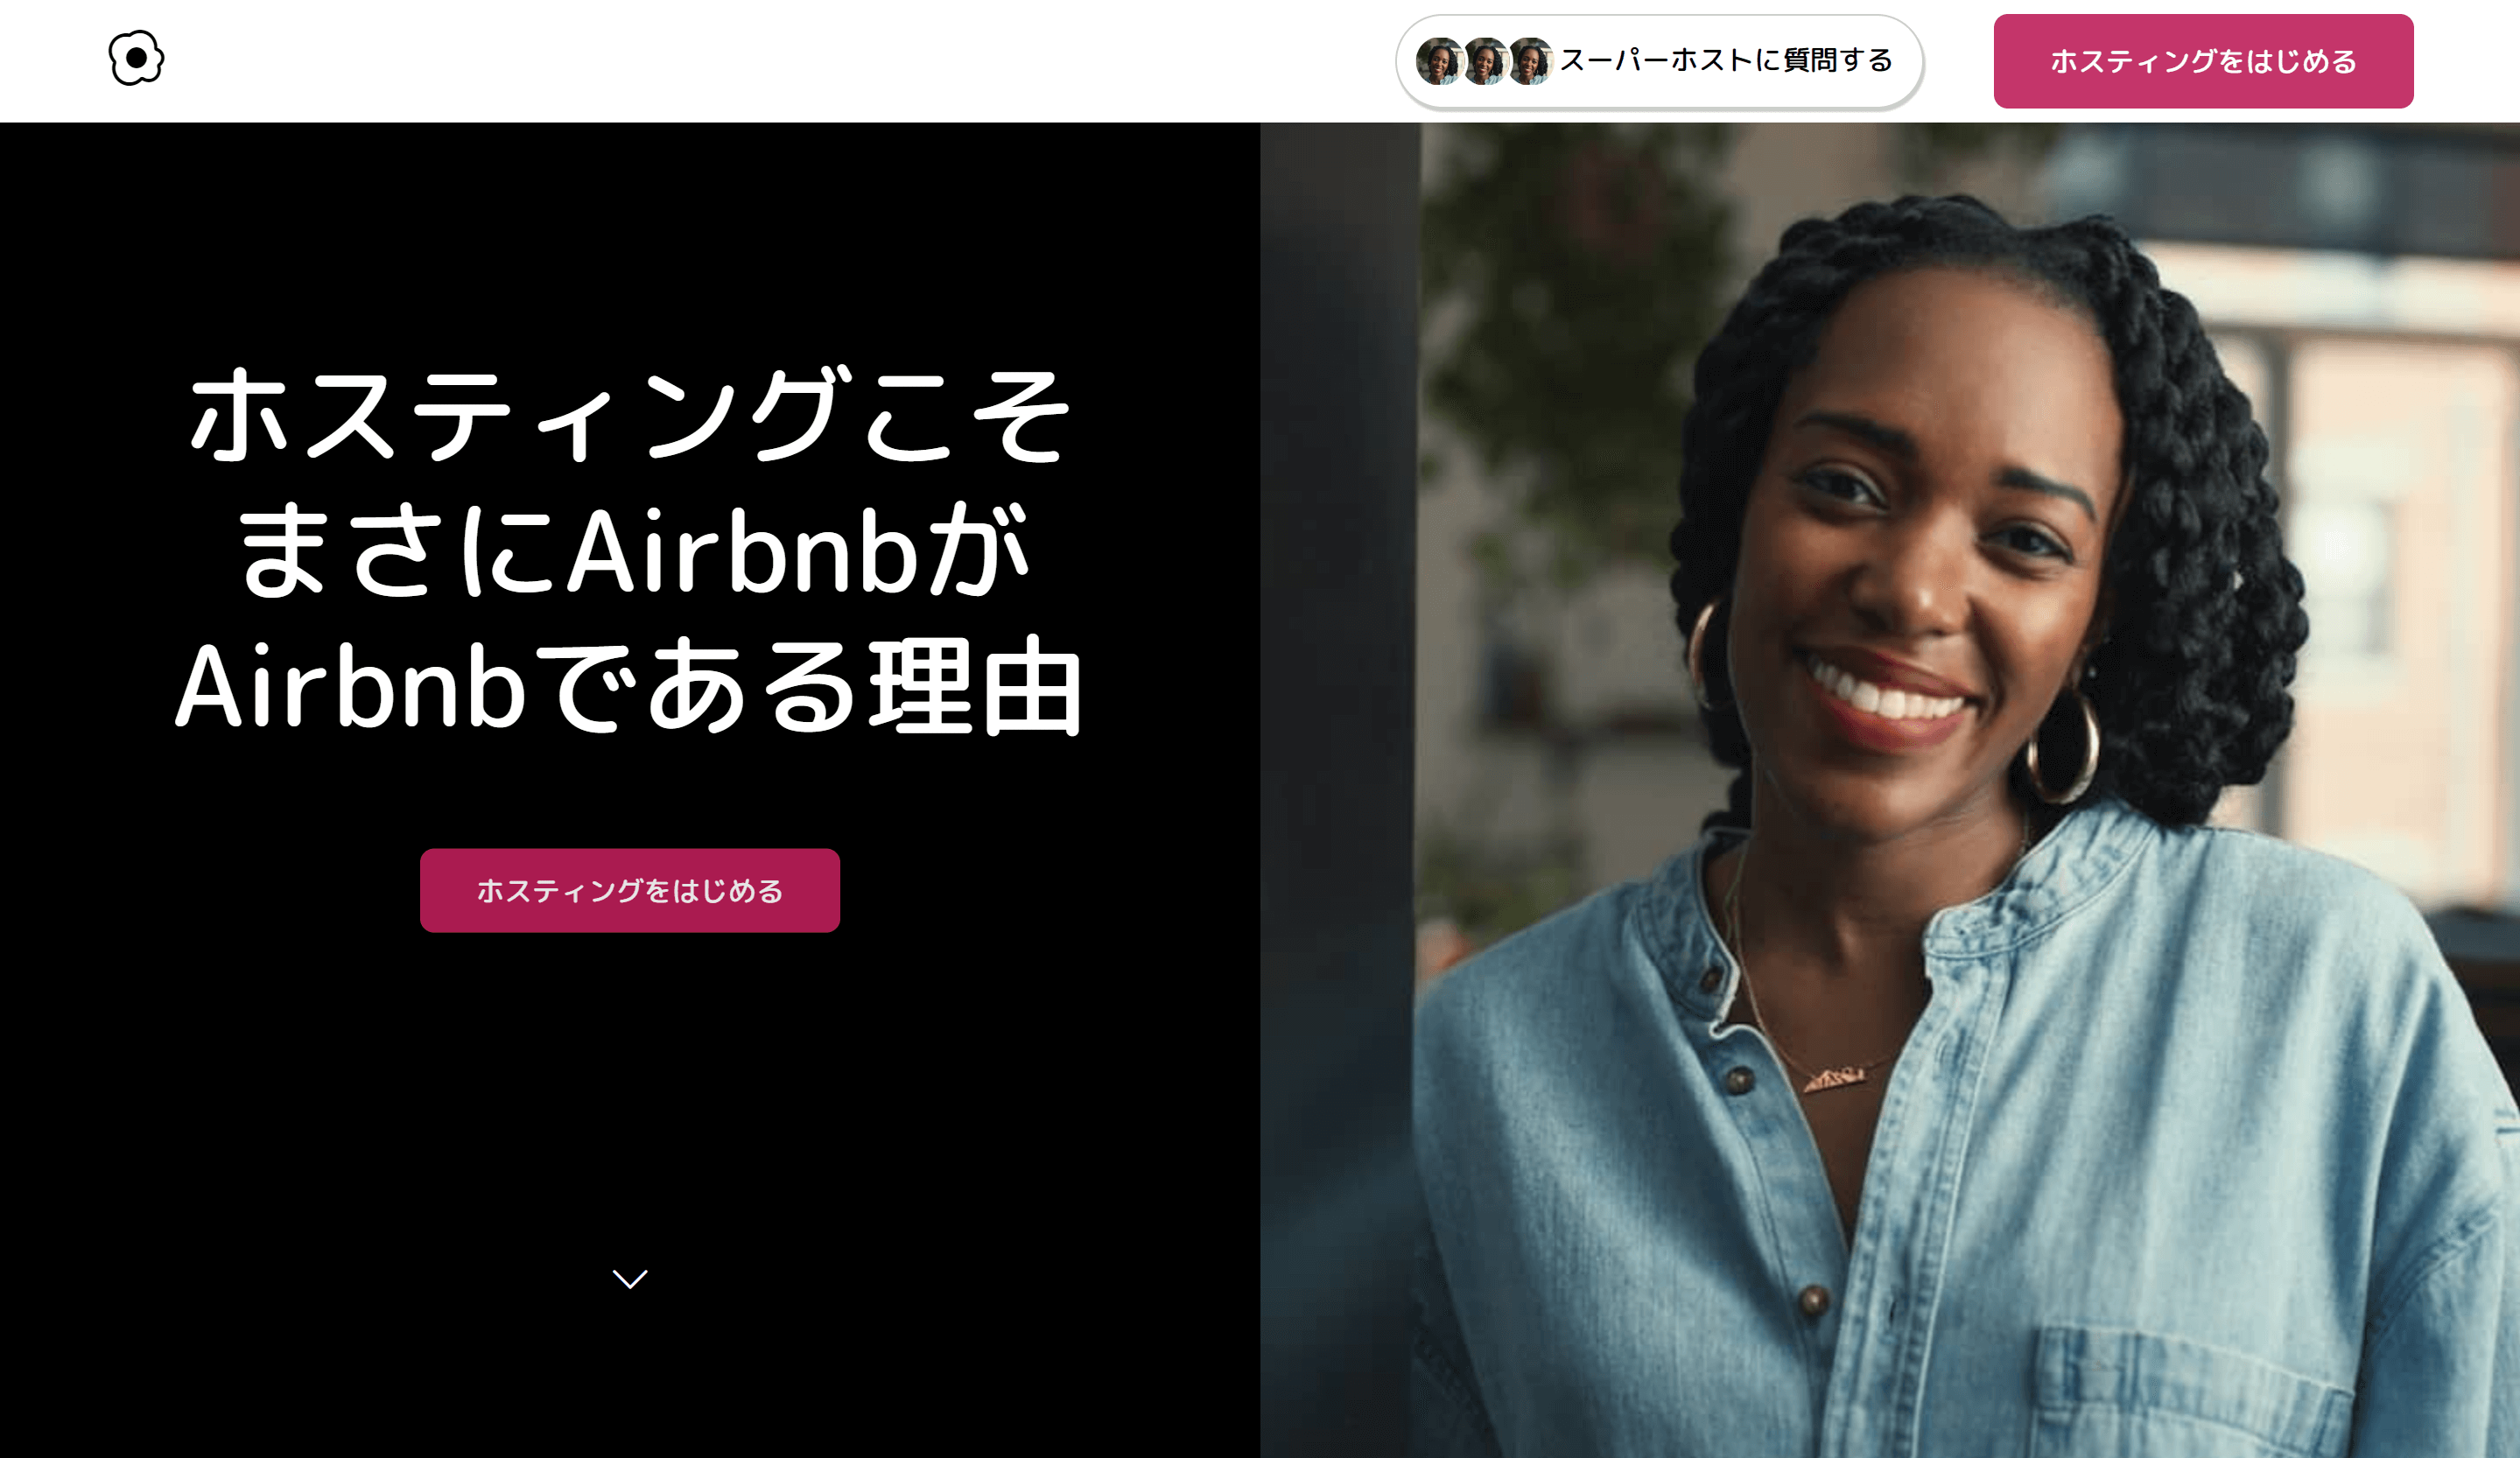 スーパーホストに質問する
ホスティングをはじめる
ホスティングこそ
まさにAirbnbが
Airbnbである理由
ホスティングをはじめる